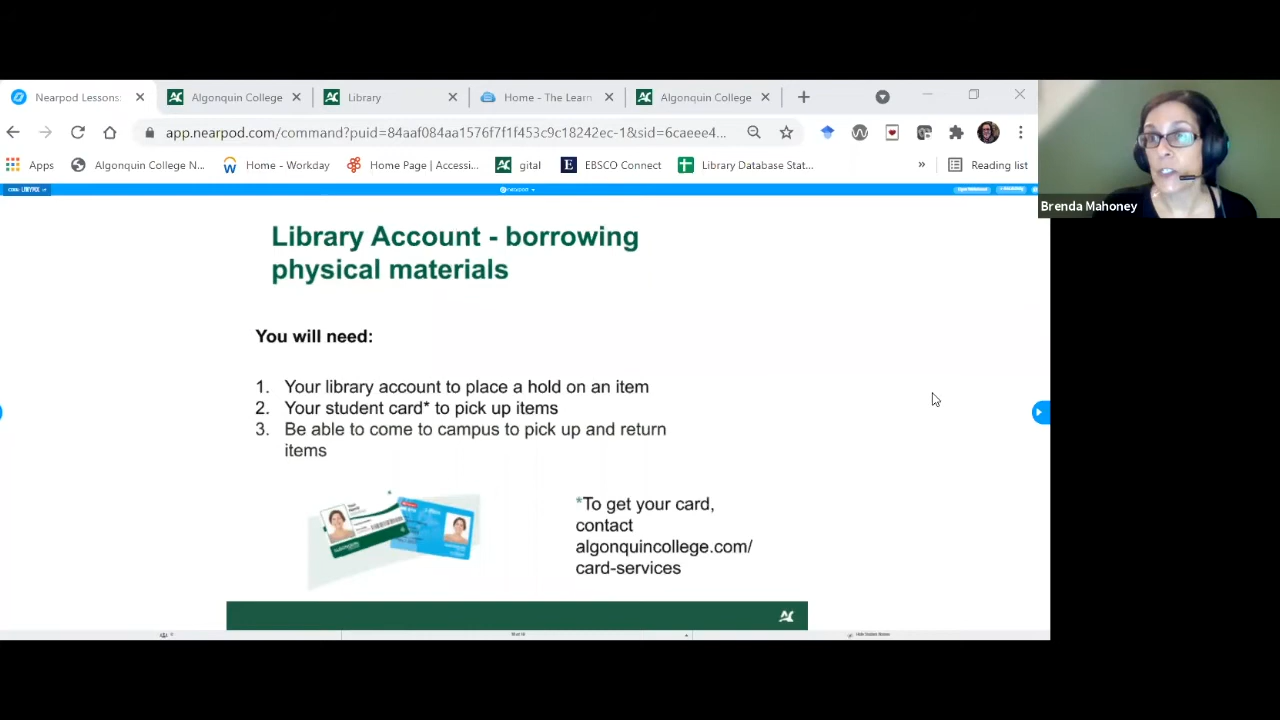 Nearpod Lessons:
Algonquin College
Library
Home - The Learn
Algonquin College
app.nearpod.com/command?puid=84aaf084aa1576f7f1f453c9c18242ec-1&sid=6caeee4...
Apps
Algonquin College N...
Home - Workday
Home Page | Acces...
gital
EBSCO Connect
Library Database Stat...
»
Reading list
nearpod
Brenda Mahoney
Library Account - borrowing
physical materials
You will need:
1. Your library account to place a hold on an item
2. Your student card* to pick up items
3. Be able to come to campus to pick up and return
items
*To get your card,
contact
algonquincollege.com/
card-services
AC